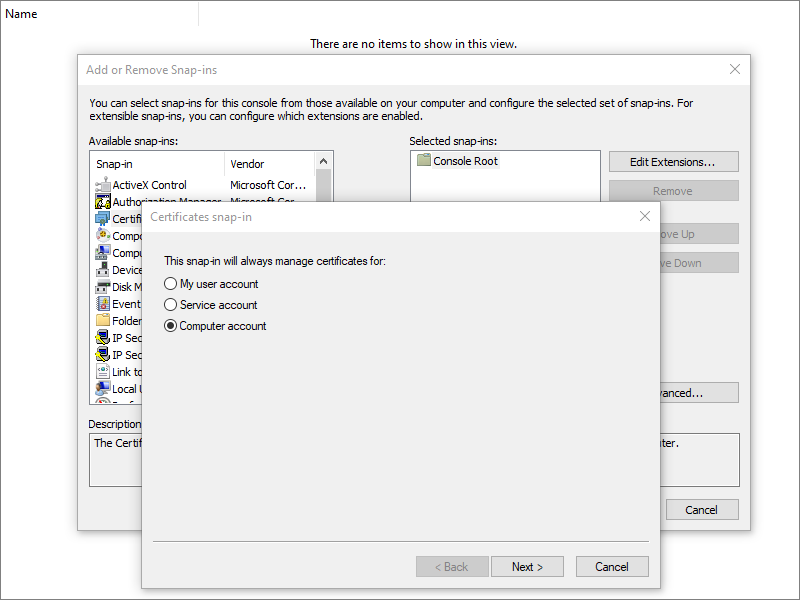 Name
There are no items to show in this view.
Add or Remove Snap-ins
You can select snap-ins for this console from those available on your computer and configure the selected set of snap-ins. For
extensible snap-ins, you can configure which extensions are enabled.
Available snap-ins:
Selected snap-ins:
Snap-in Vendor
Console Root
Edit Extensions...
ActiveX Control Microsoft Cor...
Remove
Authorization Manager Microsoft Cor...
Certif
Compo
Compu
Device
Disk M
Event
Folder
IP Sec
IP Sec
Link to
Local U
ove Up
ve Down
vanced...
Description
The Certif
ter.
Cancel
Certificates snap-in
This snap-in will always manage certificates for:
My user account
Service account
Computer account
< Back
Next >
Cancel